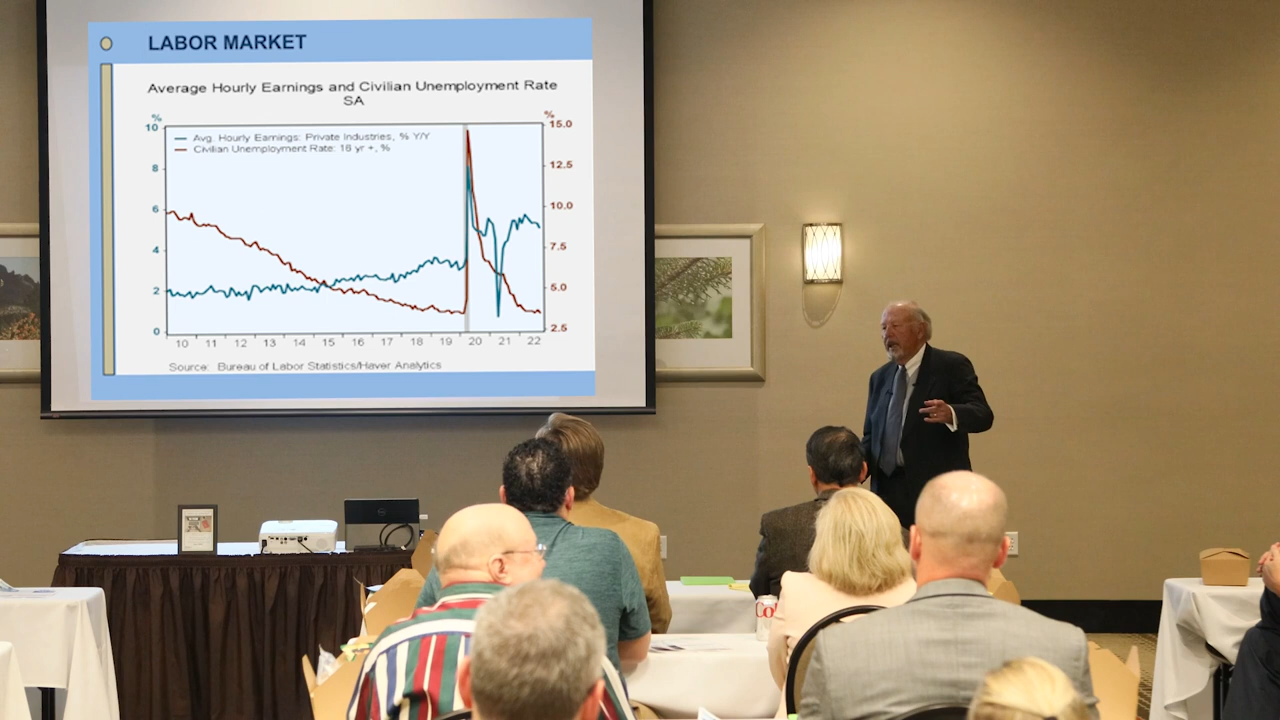 LABOR MARKET
Average Hourly Earnings and Civilian Unemployment Rate
SA
% %
10 15.0
Avg. Hourly Earnings: Private Industries, % Y/Y
Civilian Unemployment Rate: 16 yr +, %
8 12.5
6 10.0
4 7.5
2 5.0
0 2.5
10 11 12 13 14 15 16 17 18 19 20 21 22
Source: Bureau of Labor Statistics/Haver Analytics
Co